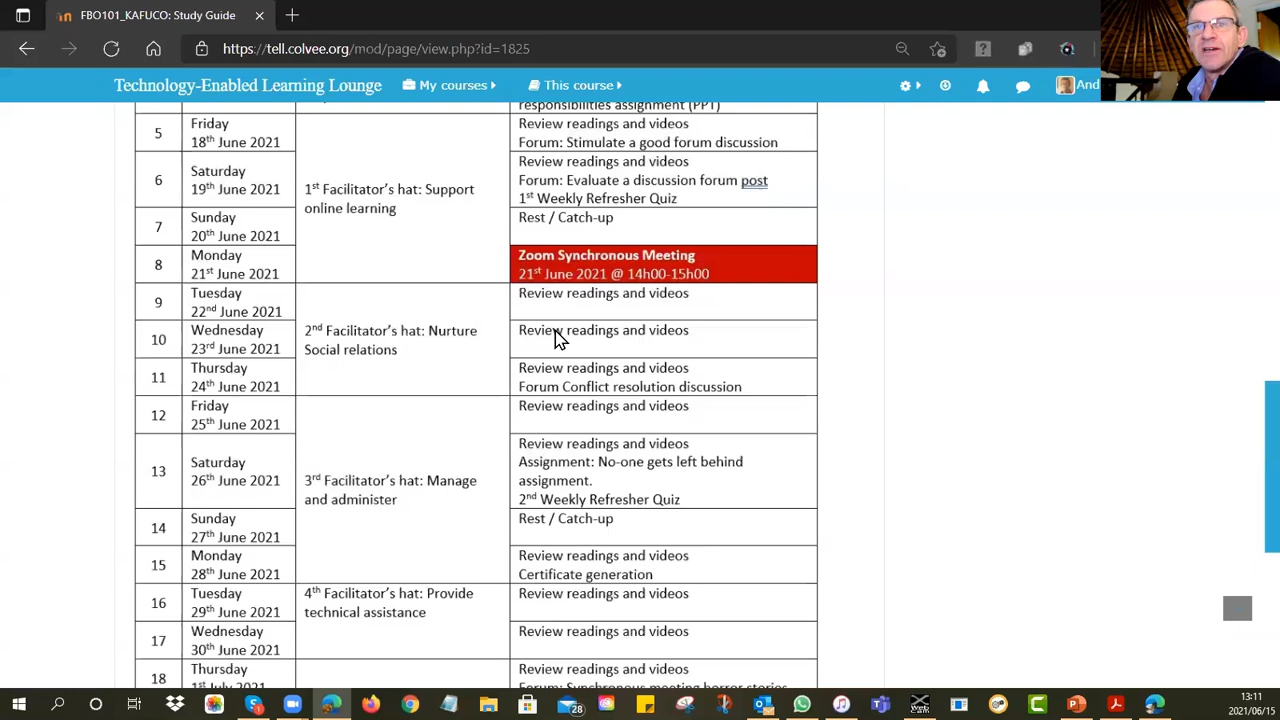 FBO101_KAFUCO: Study Guide
https://tell.colvee.org/mod/page/view.php?id=1825
Technology-Enabled Learning Lounge
My courses
This course
And
responsibilities assignment (PPT)
5
Friday
18th June 2021
Review readings and videos
Forum: Stimulate a good forum discussion
6
Saturday
19th June 2021
1st Facilitator's hat: Support
online learning
Review readings and videos
Forum: Evaluate a discussion forum post
1st Weekly Refresher Quiz
7
Sunday
20th June 2021
Rest / Catch-up
8
Monday
21st June 2021
Zoom Synchronous Meeting
21st June 2021 @ 14h00-15h00
9
Tuesday
22nd June 2021
Review readings and videos
10
Wednesday
23rd June 2021
2nd Facilitator's hat: Nurture
Social relations
Review readings and videos
11
Thursday
24th June 2021
Review readings and videos
Forum Conflict resolution discussion
12
Friday
25th June 2021
Review readings and videos
13
Saturday
26th June 2021
3rd Facilitator's hat: Manage
and administer
Review readings and videos
Assignment: No-one gets left behind
assignment.
2nd Weekly Refresher Quiz
14
Sunday
27th June 2021
Rest / Catch-up
15
Monday
28th June 2021
Review readings and videos
Certificate generation
16
Tuesday
29th June 2021
4th Facilitator's hat: Provide
technical assistance
Review readings and videos
17
Wednesday
30th June 2021
Review readings and videos
18
Thursday
1st July 2021
Review readings and videos
Forum: Synchronous meeting horror stories
28
13:11
2021/06/15